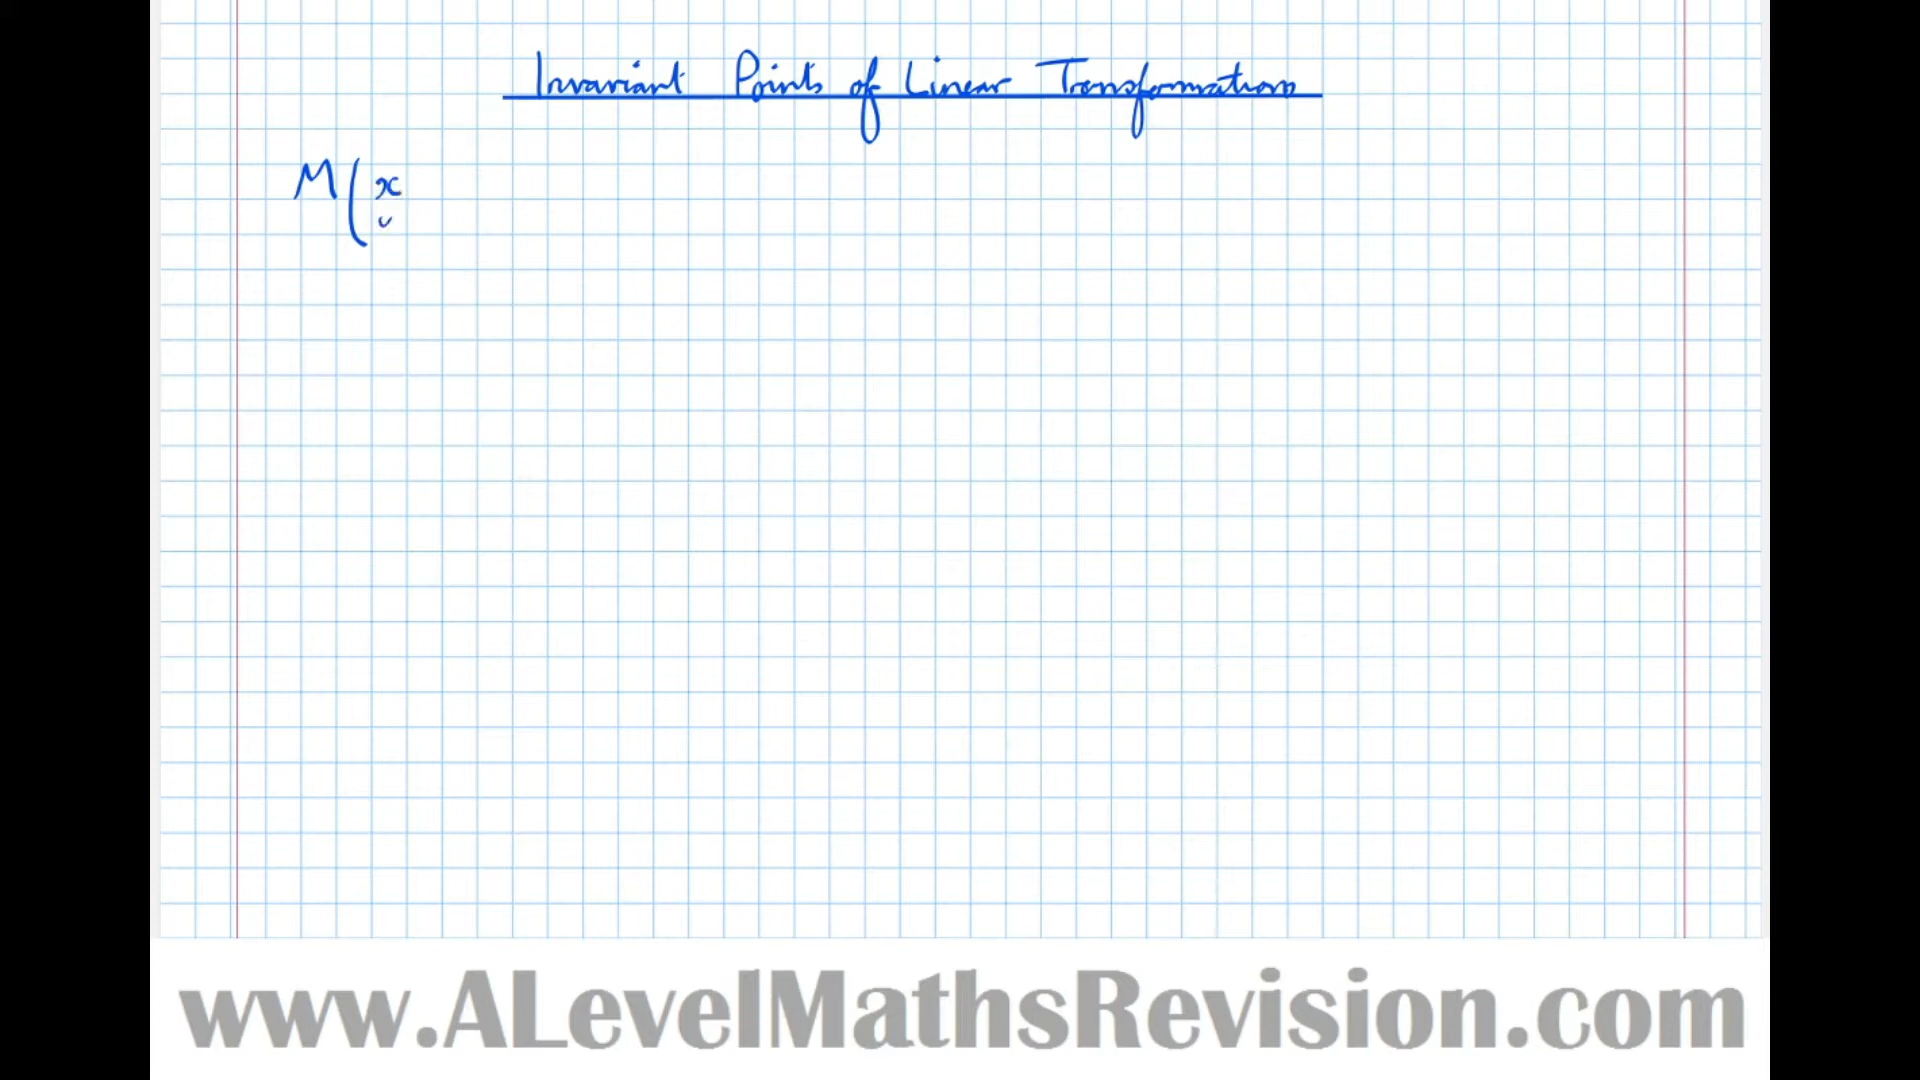 Invariant Points of Linear Transformations
M(x
www.ALevelMathsRevision.com